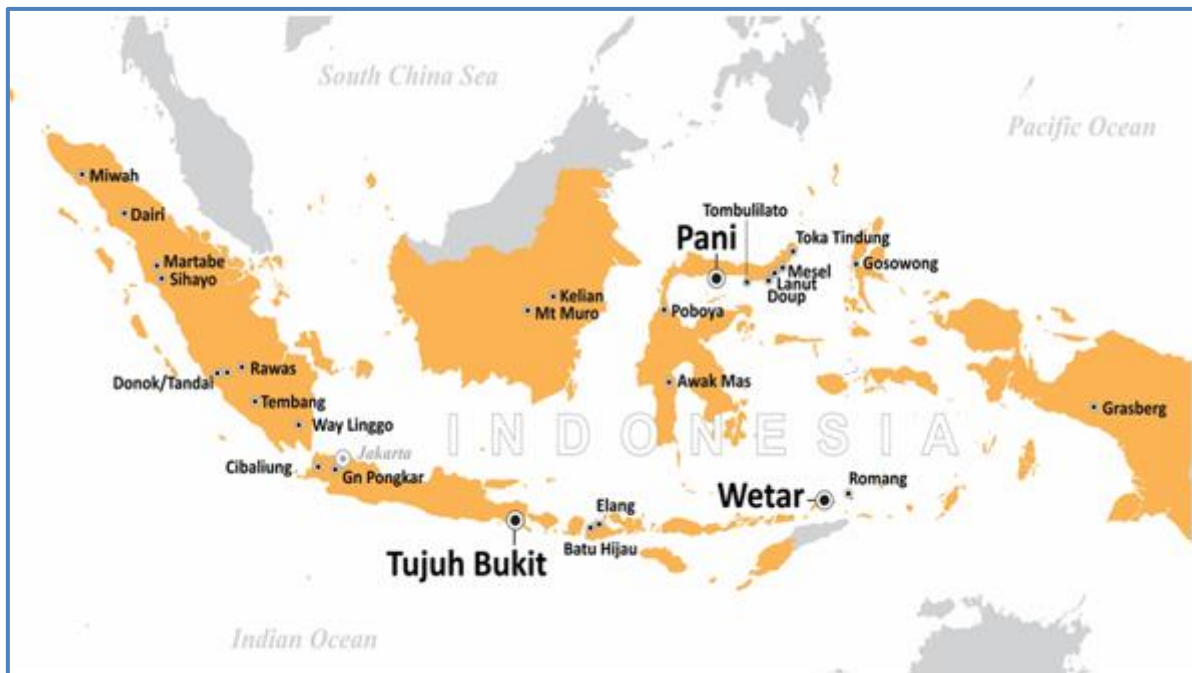 South China Sea
Pacific Ocean
Miwah
Dairi
Tombulilato
Pani
Toka Tindung
Martabe
Sihayo
Mesel
Gosowong
Lanut
Doup
Kelian
Mt Muro
Poboya
Rawas
Donok/Tandai
Awak Mas
Tembang
Grasberg
Way Linggo
INDONESIA
Jakarta
Cibaliung
Gn Pongkar
Romang
Wetar
Elang
Batu Hijau
Tujuh Bukit
Indian Ocean